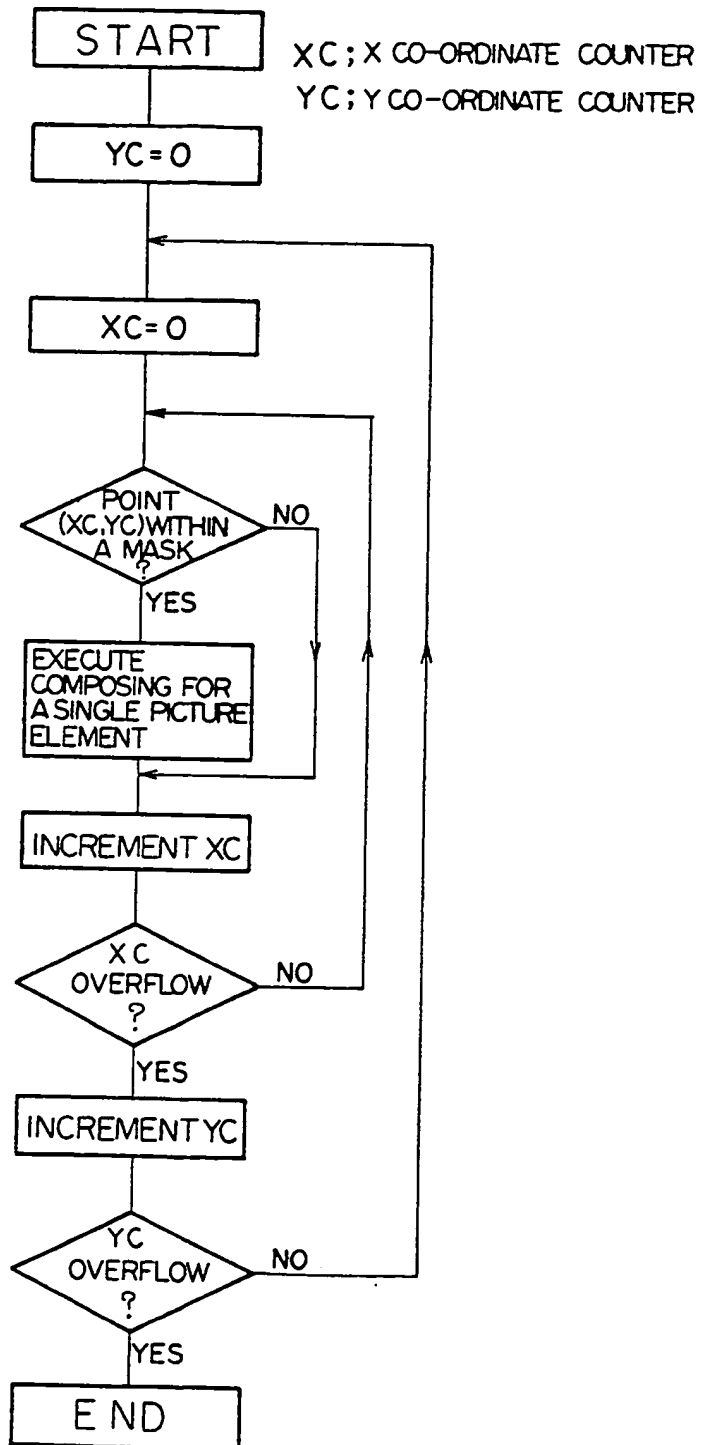 START
XC; X CO-ORDINATE COUNTER
YC; Y CO-ORDINATE COUNTER
YC=0
XC=0
POINT
(XC,YC)WITHIN
A MASK
?
NO
YES
EXECUTE
COMPOSING FOR
A SINGLE PICTURE
ELEMENT
INCREMENT XC
XC
OVERFLOW
?
NO
YES
INCREMENT YC
YC
OVERFLOW
?
NO
YES
END